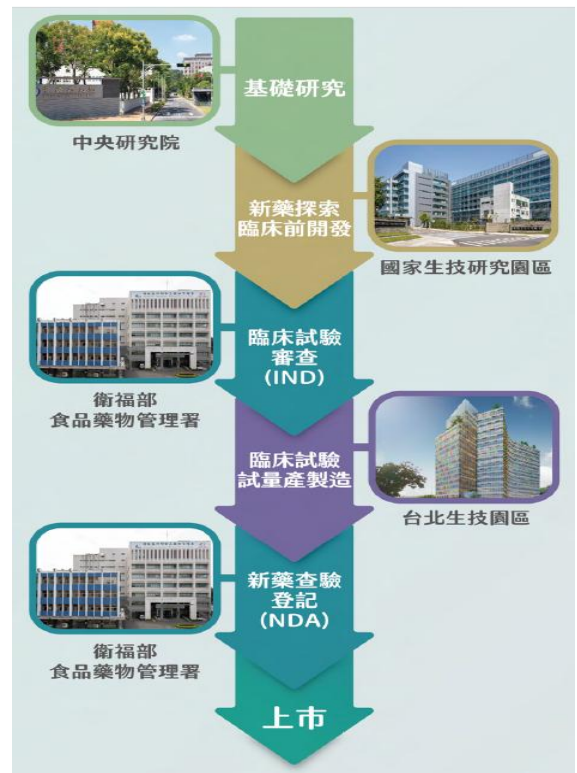 基礎研究
中央研究院
新藥探索
臨床前開發
國家生技研究園區
臨床試驗
審查
(IND)
衛福部
食品藥物管理署
臨床試驗
試量產製造
台北生技園區
新藥查驗
登記
(NDA)
衛福部
食品藥物管理署
上市